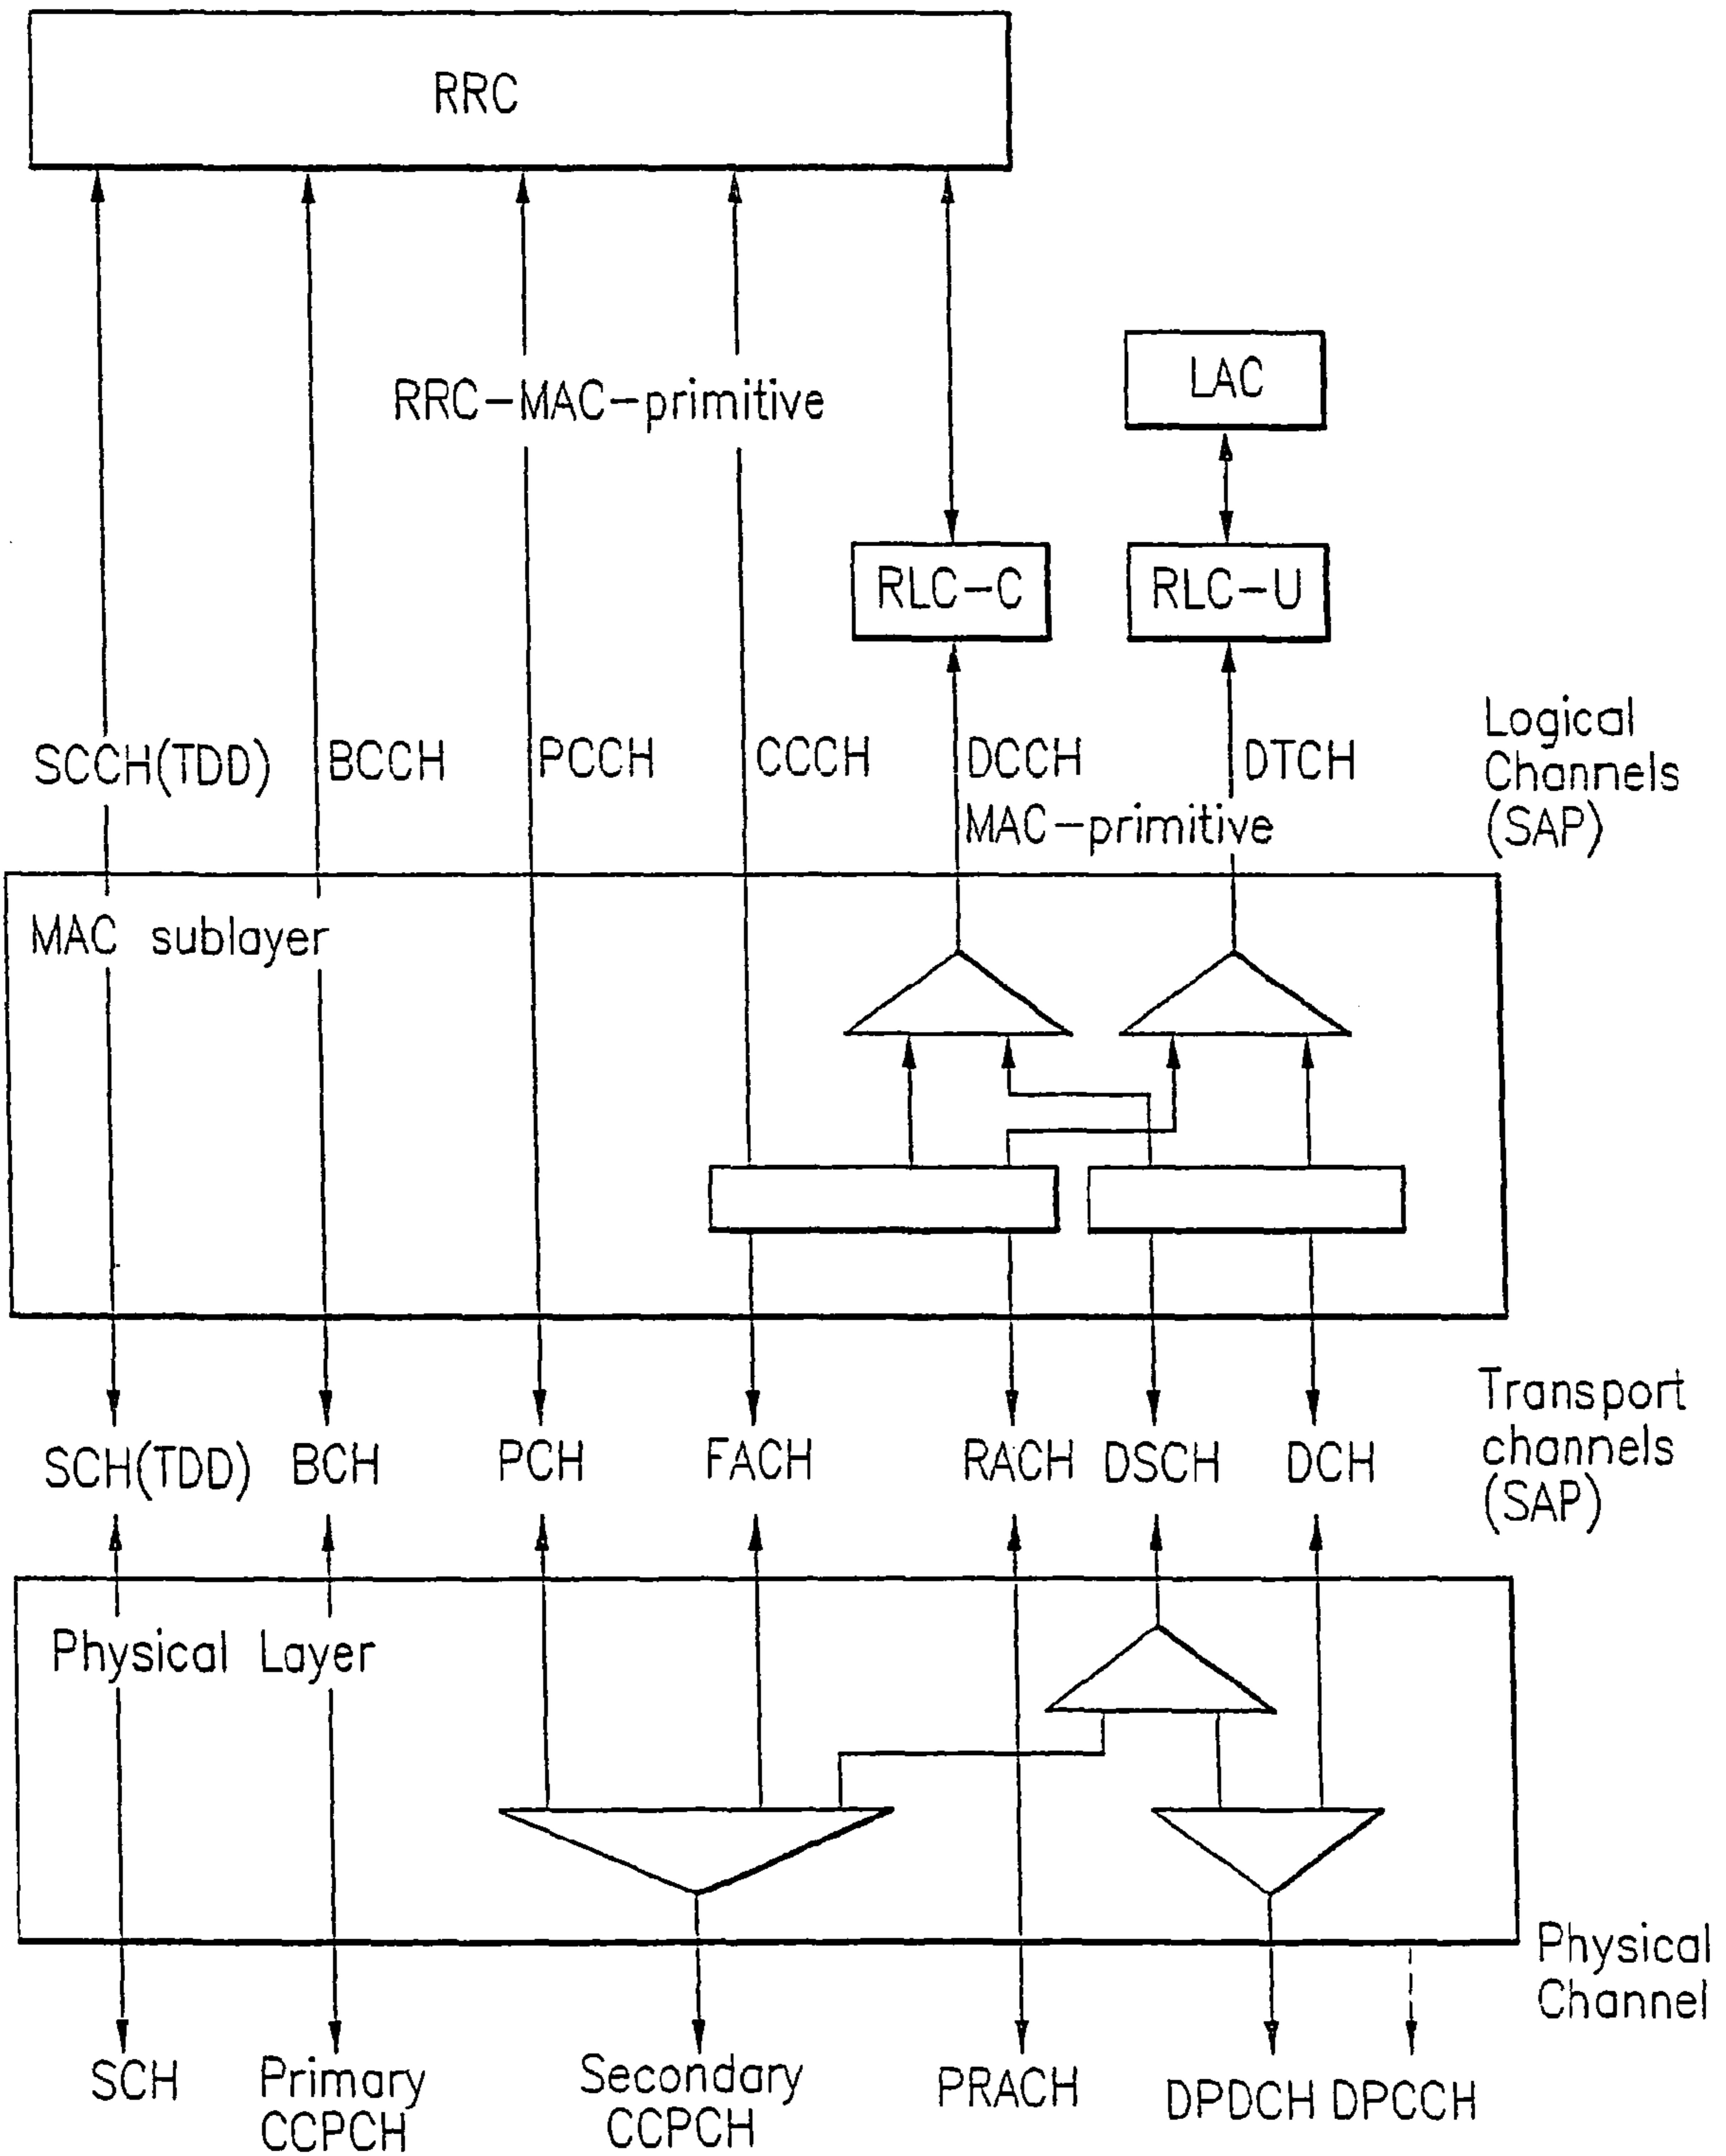 RRC
RRC-MAC-primitive
LAC
RLC-C
RLC-U
SCCH(TDD)
BCCH
PCCH
CCCH
DCCH
DTCH
MAC-primitive
Logical
Channels
(SAP)
MAC sublayer
Transport
channels
(SAP)
SCH(TDD)
BCH
PCH
FACH
RACH
DSCH
DCH
Physical Layer
Physical
Channel
SCH
Primary
CCPCH
Secondary
CCPCH
PRACH
DPDCH
DPCCH